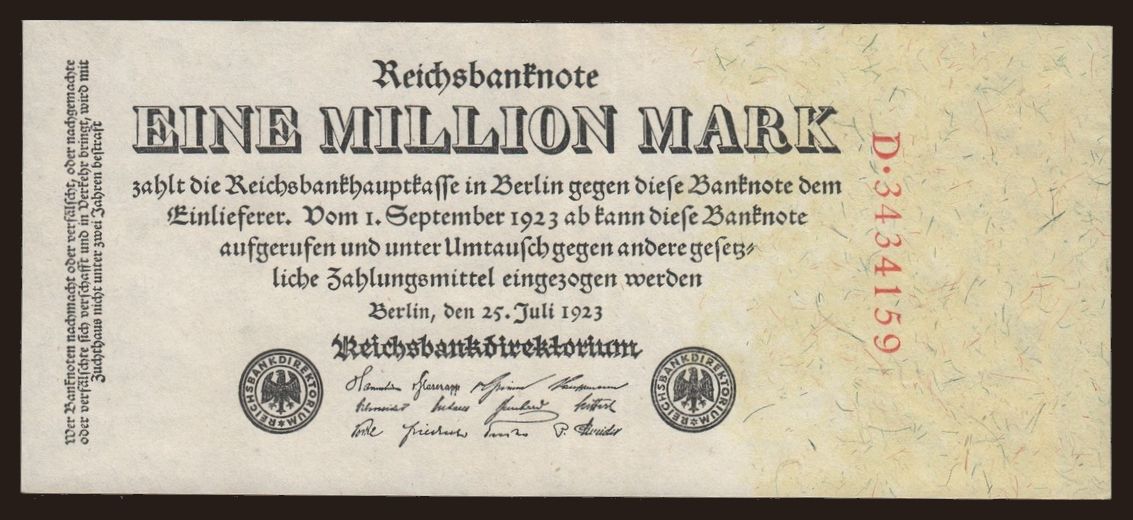 Reichsbanknote
EINE MILLION MARK
zahlt die Reichsbankhauptkasse in Berlin gegen diese Banknote dem
Einlieferer. Vom 1. September 1923 ab kann diese Banknote
aufgerufen und unter Umtausch gegen andere gesetz-
liche Zahlungsmittel eingezogen werden
Berlin, den 25. Juli 1923
Reichsbankdirektorium
REICHSBANKDIREKTORIUM
REICHSBANKDIREKTORIUM
Wer Banknoten nachmacht oder verfälscht, oder nachgemachte
oder verfälschte sich verschafft und in Verkehr bringt, wird mit
Zuchthaus nicht unter zwei Jahren bestraft
D·3434159